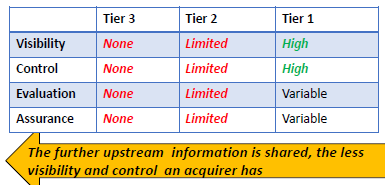 Tier 3 Tier 2 Tier 1
Visibility None Limited High
Control None Limited High
Evaluation None Limited Variable
Assurance None Limited Variable
The further upstream information is shared, the less
visibility and control an acquirer has